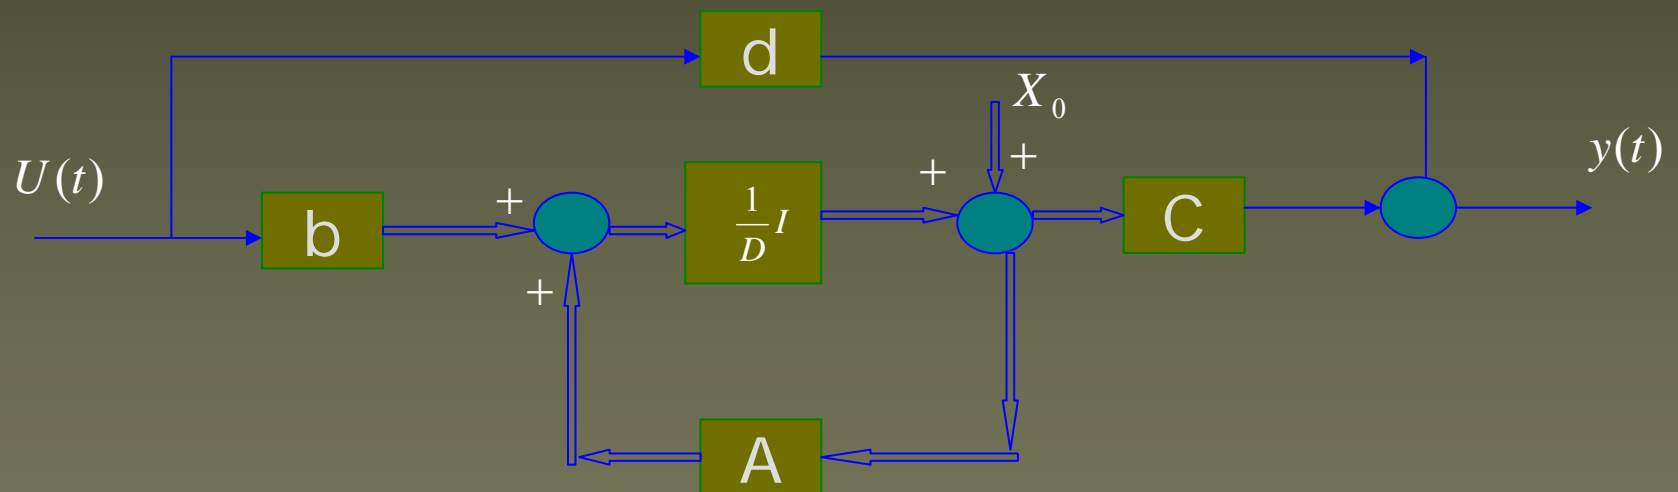 d
X₀
+
+
y(t)
U(t)
+
b
1/D I
C
+
A